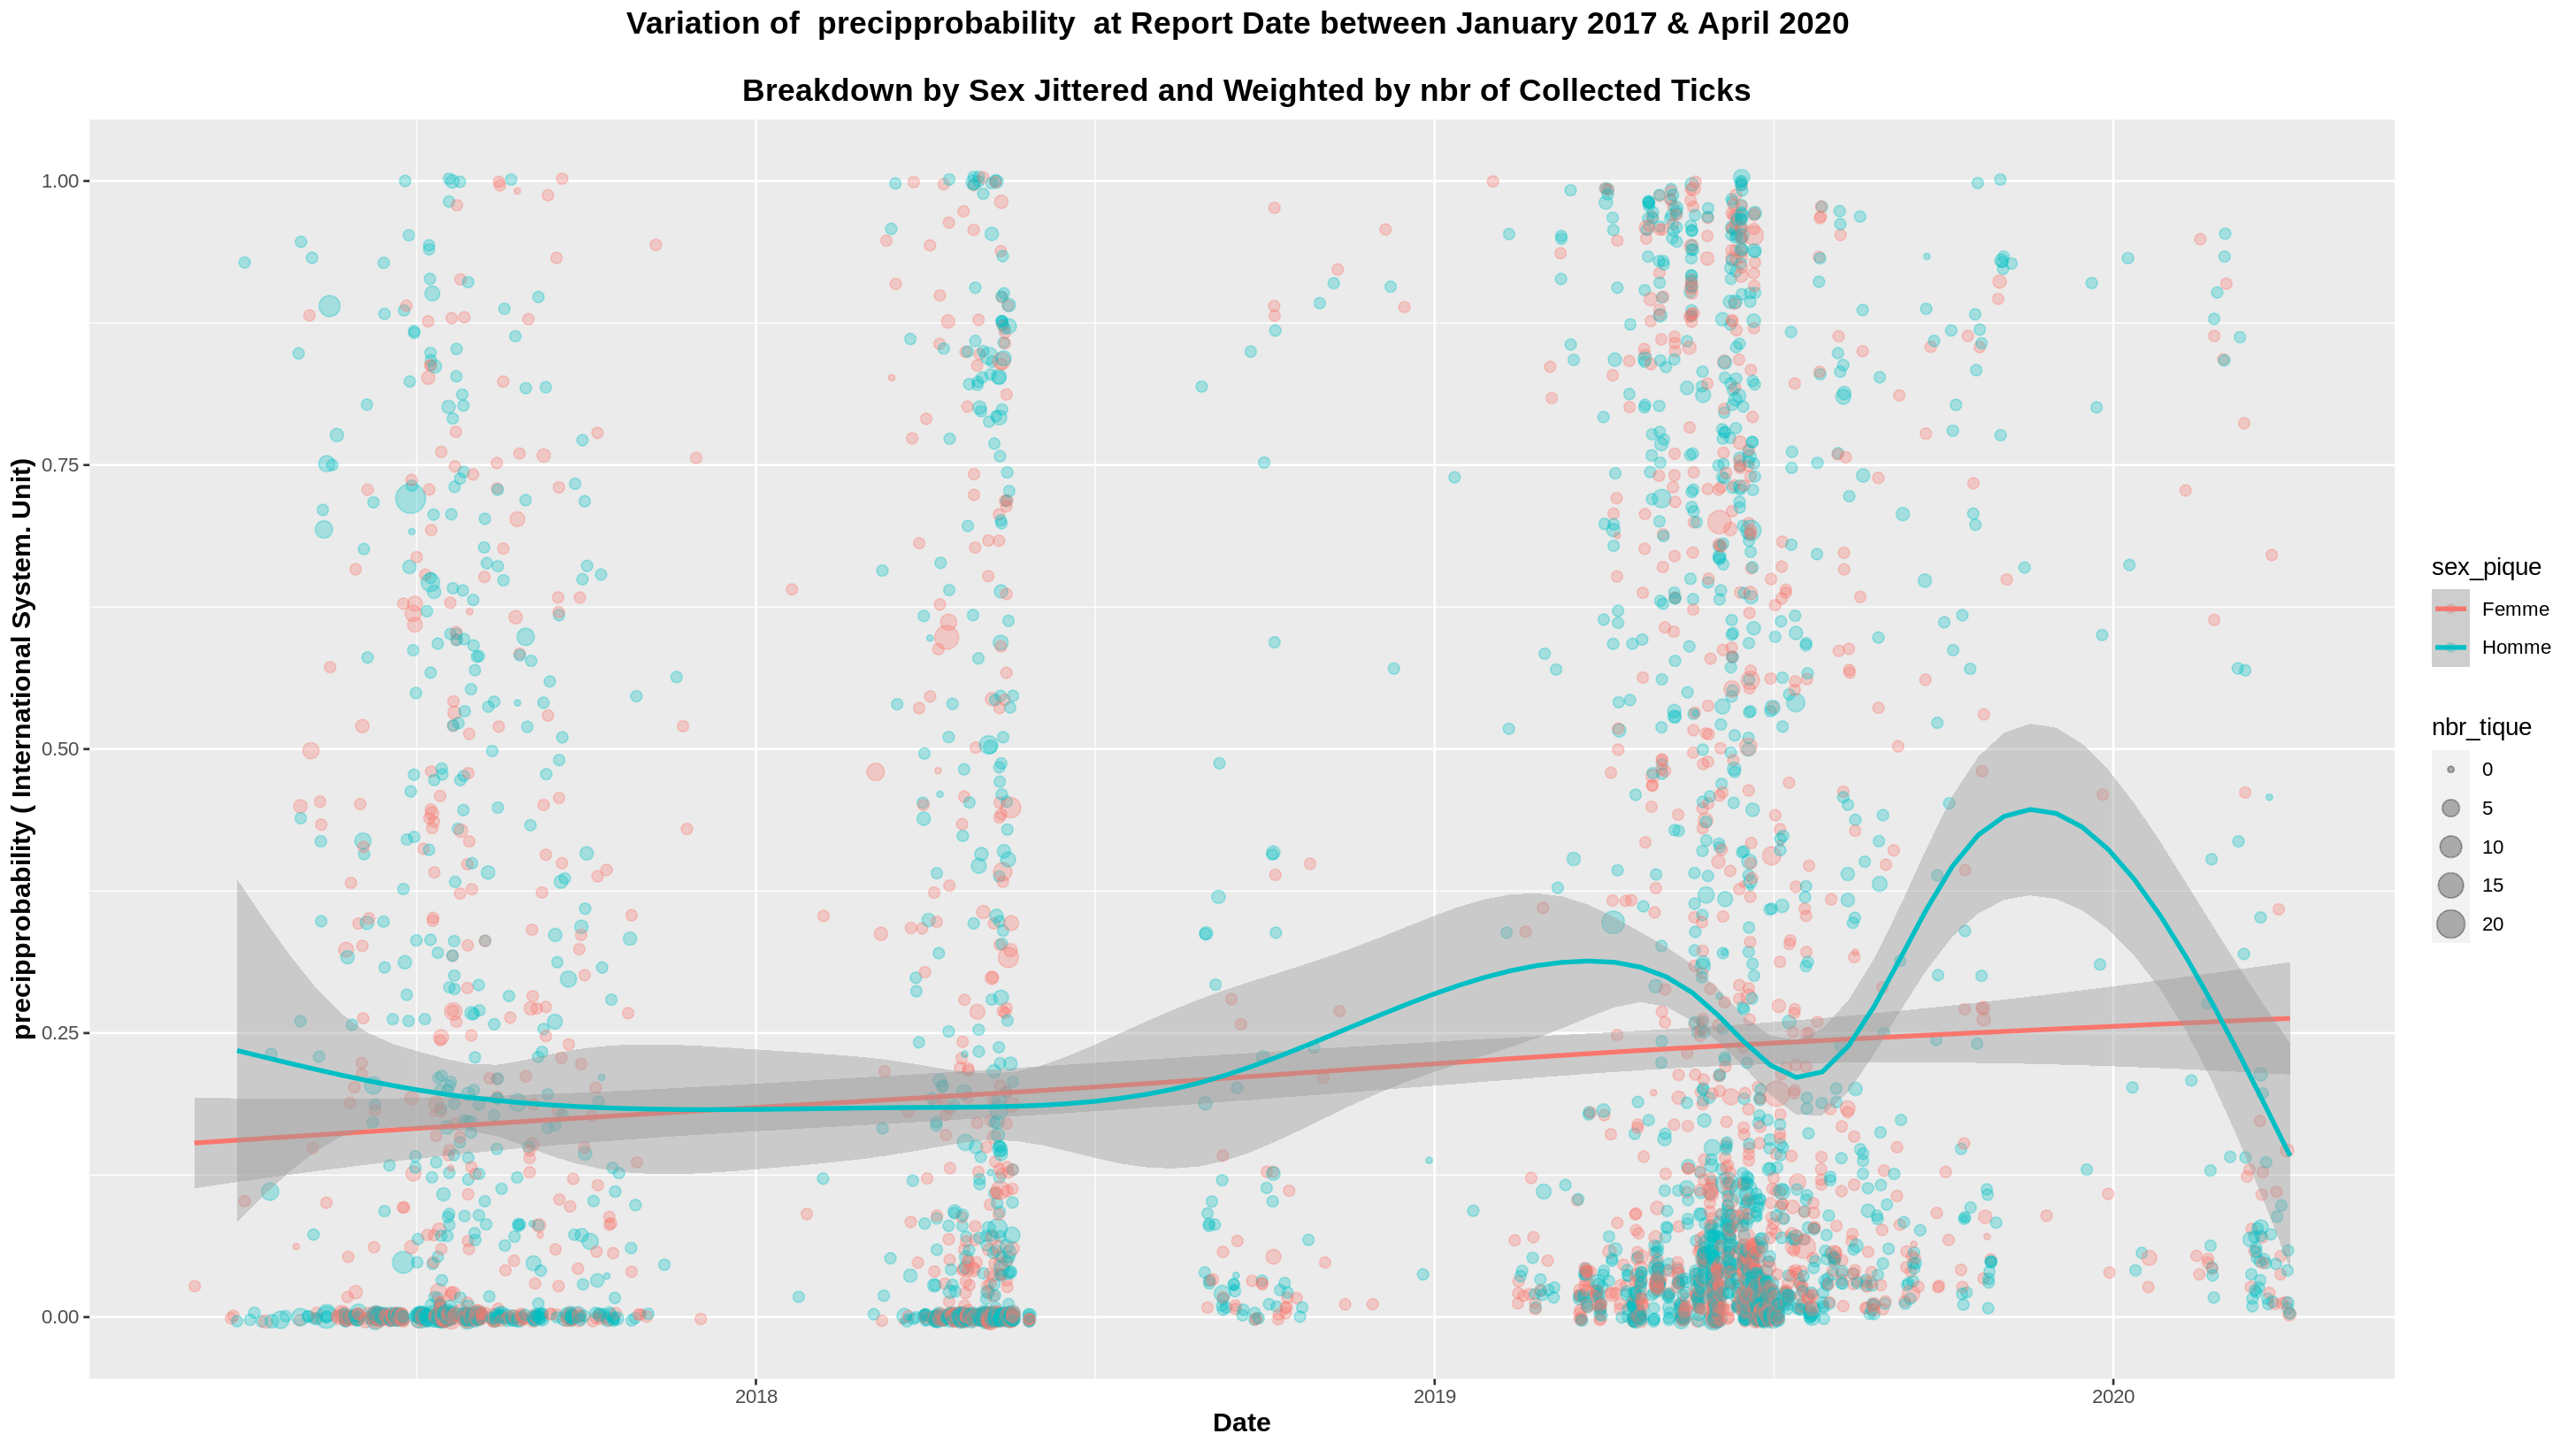 Variation of  precipprobability  at Report Date between January 2017 & April 2020
Breakdown by Sex Jittered and Weighted by nbr of Collected Ticks
precipprobability ( International System. Unit)
1.00
0.75
0.50
0.25
0.00
2018
2019
2020
Date
sex_pique
Femme
Homme
nbr_tique
0
5
10
15
20